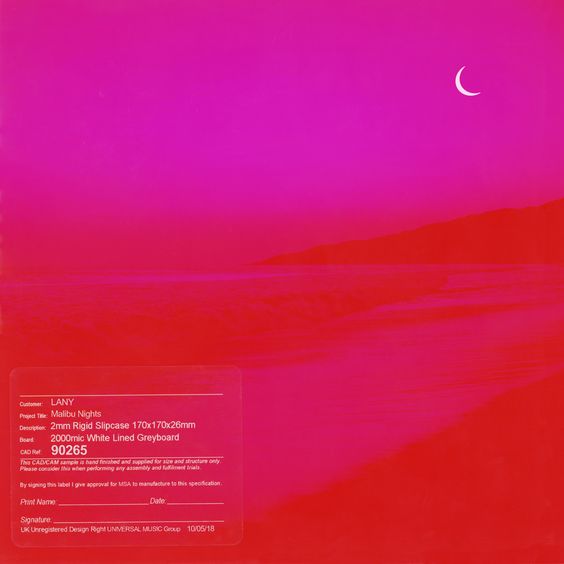 Customer: LANY
Project Title: Malibu Nights
Description: 2mm Rigid Slipcase 170x170x26mm
Board: 2000mic White Lined Greyboard
CAD Ref: 90265
This CAD/CAM sample is hand finished and supplied for size and structure only.
Please consider this when performing any assembly and fulfilment trials.
By signing this label I give approval for MSA to manufacture to this specification.
Print Name: Date:
Signature:
UK Unregistered Design Right UNIVERSAL MUSIC Group 10/05/18